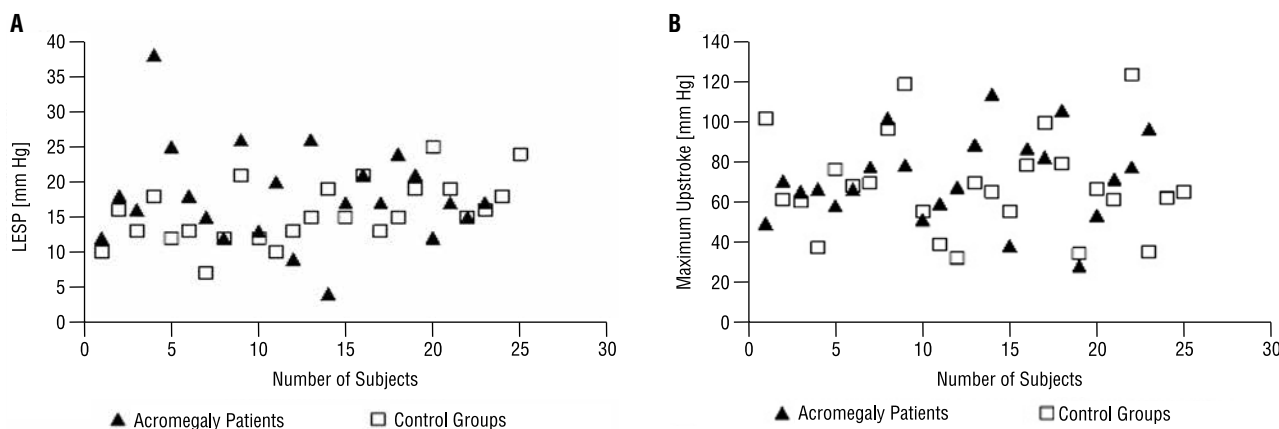 A
40
35
30
25
20
15
10
5
0
LESP [mm Hg]
0 5 10 15 20 25 30
Number of Subjects
Acromegaly Patients Control Groups
B
140
120
100
80
60
40
20
0
Maximum Upstroke [mm Hg]
0 5 10 15 20 25 30
Number of Subjects
Acromegaly Patients Control Groups